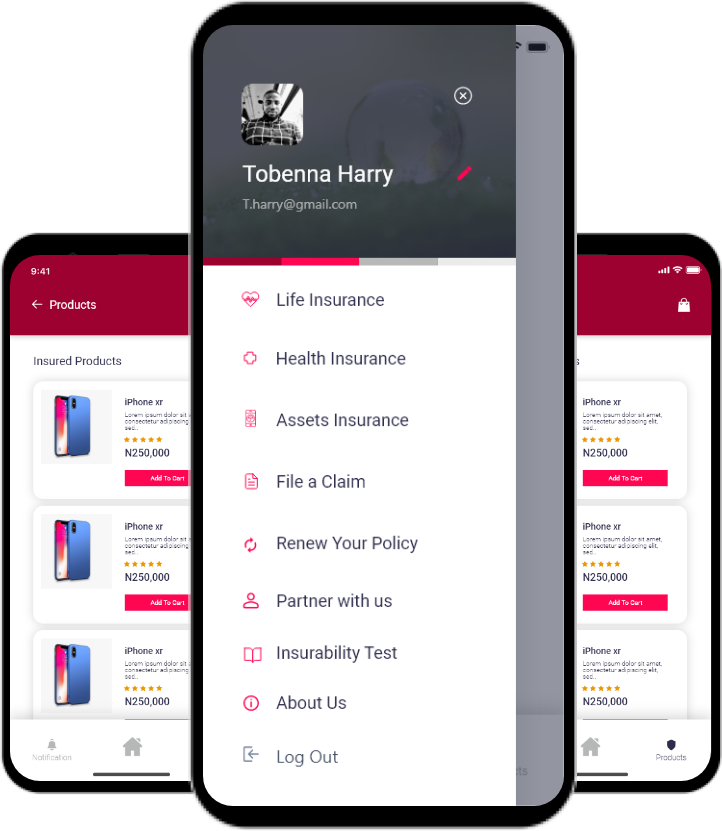 Tobenna Harry
T.harry@gmail.com
Life Insurance
Health Insurance
Assets Insurance
File a Claim
Renew Your Policy
Partner with us
Insurability Test
About Us
Log Out
9:41
Products
Insured Products
iPhone xr
Lorem ipsum dolor sit a
consectetur adipiscing
sed..
N250,000
Add To Cart
iPhone xr
Lorem ipsum dolor sit a
consectetur adipiscing
sed..
N250,000
Add To Cart
iPhone xr
Lorem ipsum dolor sit a
consectetur adipiscing
sed..
N250,000
Notification
s
iPhone xr
Lorem ipsum dolor sit amet,
consectetur adipiscing elit,
sed..
N250,000
Add To Cart
iPhone xr
Lorem ipsum dolor sit amet,
consectetur adipiscing elit,
sed..
N250,000
Add To Cart
iPhone xr
Lorem ipsum dolor sit amet,
consectetur adipiscing elit,
sed..
N250,000
Products
cts